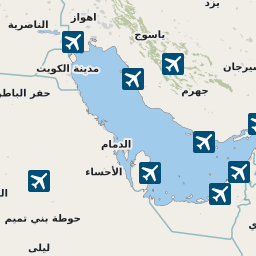 يزد
اهواز
الناصرية
ياسوج
مدينة الكويت
سيرجان
حفر الباطن
جهرم
الدمام
الأحساء
حوطة بني تميم
ليلى